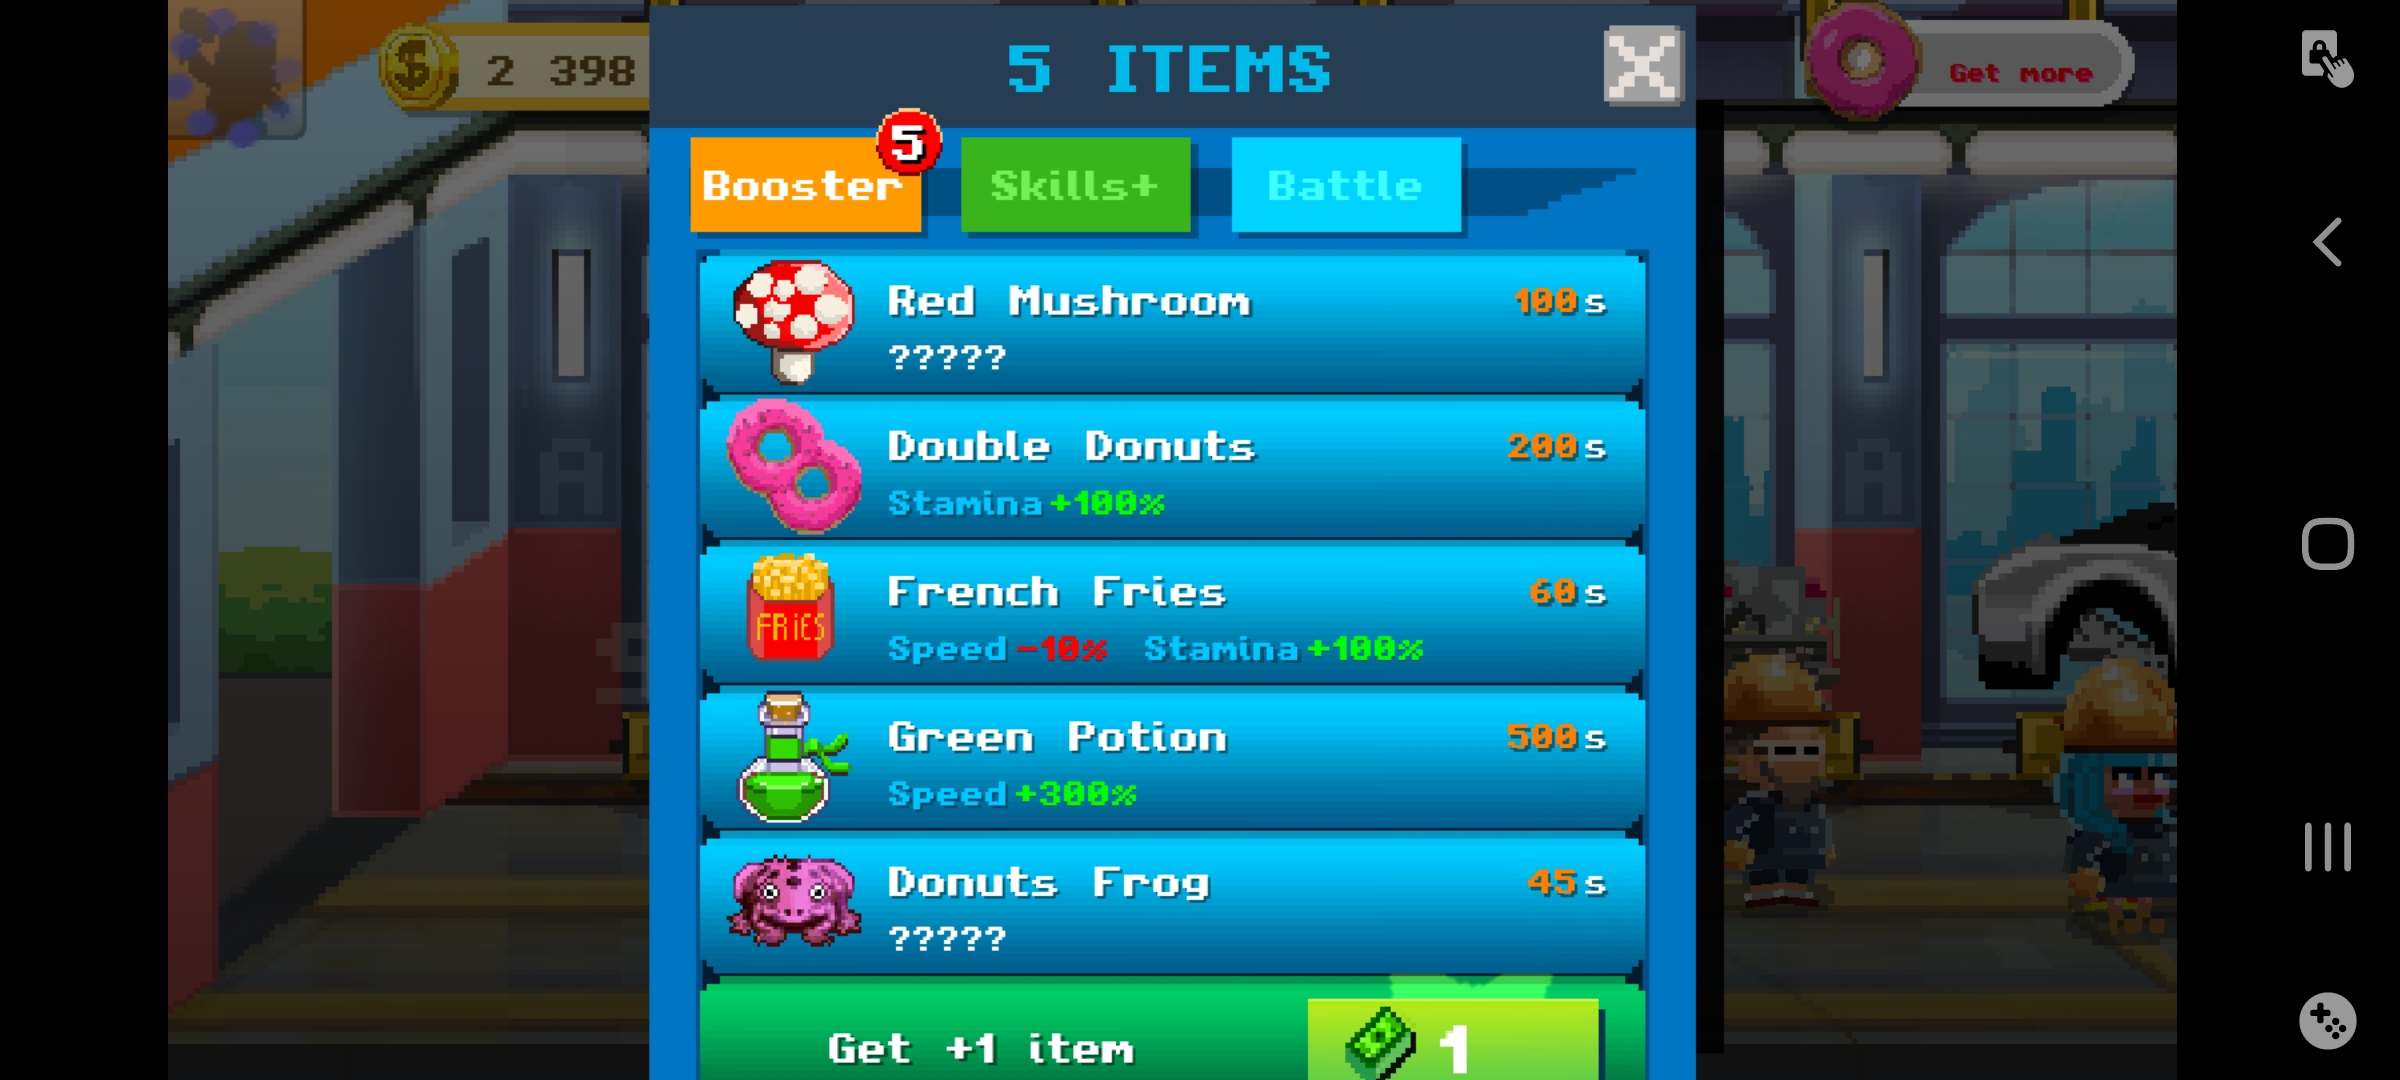 2 398
5 ITEMS
Get more
5
Booster
Skills+
Battle
Red Mushroom 100s
?????
Double Donuts 200s
Stamina +100%
FRIES
French Fries 60s
Speed -10% Stamina +100%
Green Potion 500s
Speed +300%
Donuts Frog 45s
?????
Get +1 item 1
A
A